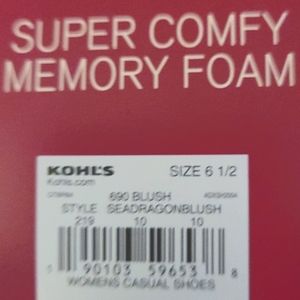 SUPER COMFY
MEMORY FOAM
KOHL'S SIZE 6 1/2
Kohls.com
690 BLUSH
STYLE SEADRAGONBLUSH
219 10 10
1 90103 59653 8
WOMENS CASUAL SHOES